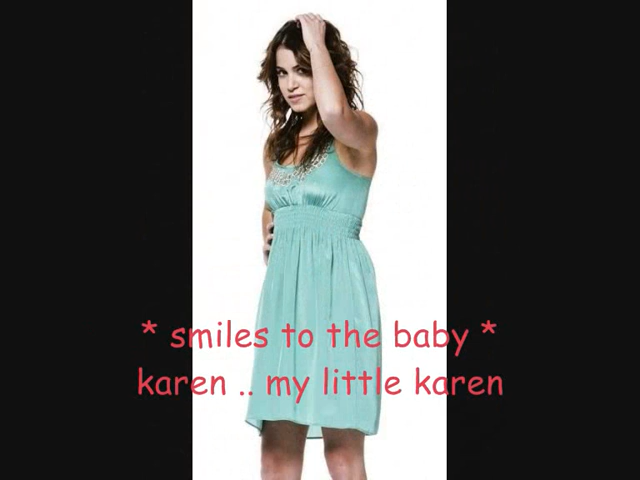 * smiles to the baby *
karen .. my little karen